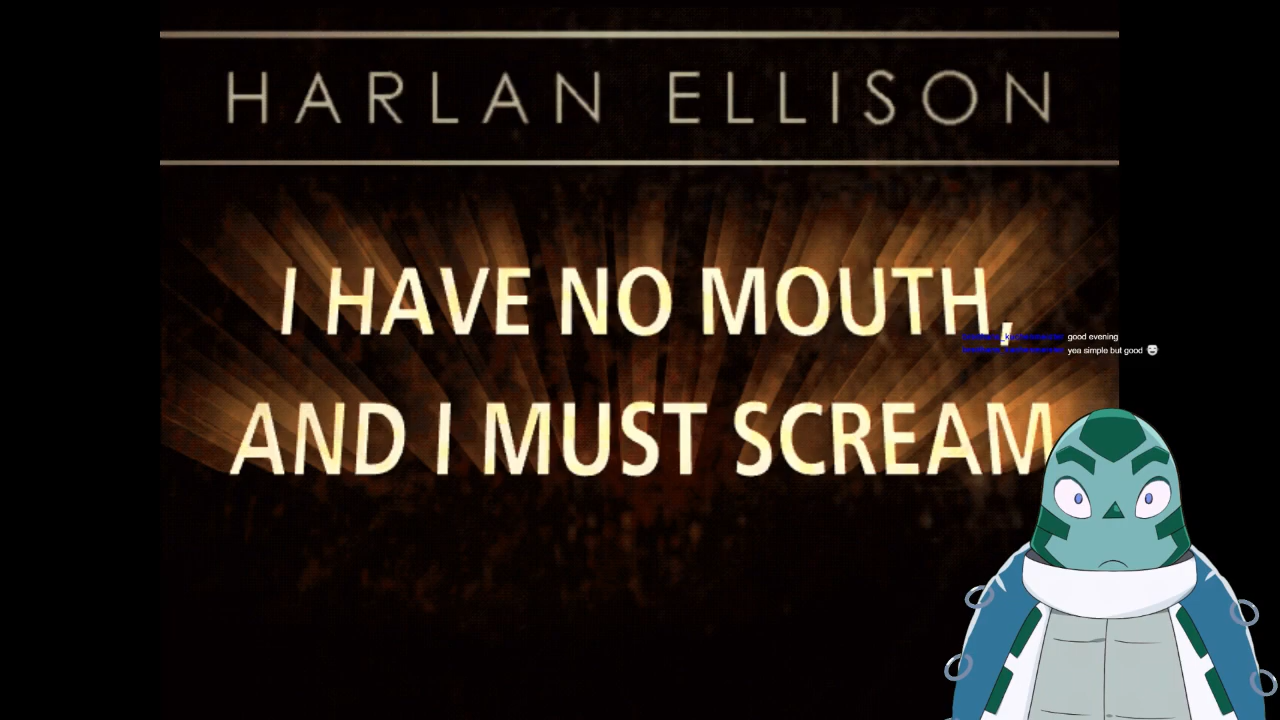 HARLAN ELLISON
I HAVE NO MOUTH,
AND I MUST SCREAM
good evening
yea simple but good